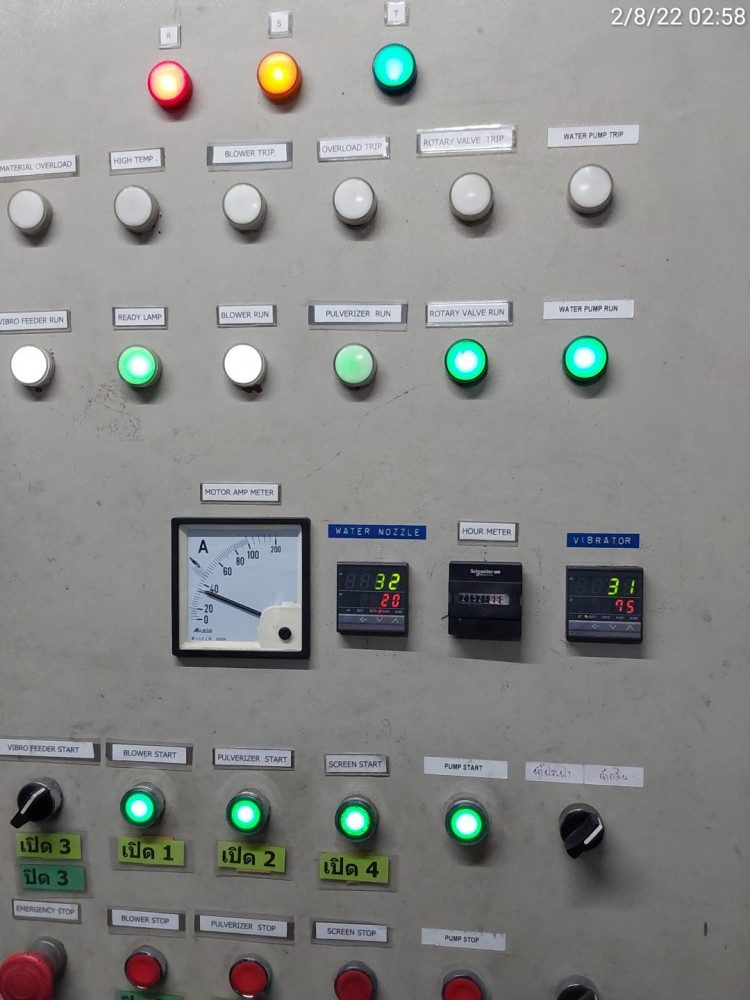 2/8/22 02:58
R
S
T
MATERIAL OVERLOAD
HIGH TEMP.
BLOWER TRIP
OVERLOAD TRIP
ROTARY VALVE TRIP
WATER PUMP TRIP
VIBRO FEEDER RUN
READY LAMP
BLOWER RUN
PULVERIZER RUN
ROTARY VALVE RUN
WATER PUMP RUN
MOTOR AMP METER
WATER NOZZLE
HOUR METER
VIBRATOR
A
0
20
40
60
80
100
200
32
20
Schneider
31
75
VIBRO FEEDER START
BLOWER START
PULVERIZER START
SCREEN START
PUMP START
เปิด 3
เปิด 1
เปิด 2
เปิด 4
ปิด 3
EMERGENCY STOP
BLOWER STOP
PULVERIZER STOP
SCREEN STOP
PUMP STOP